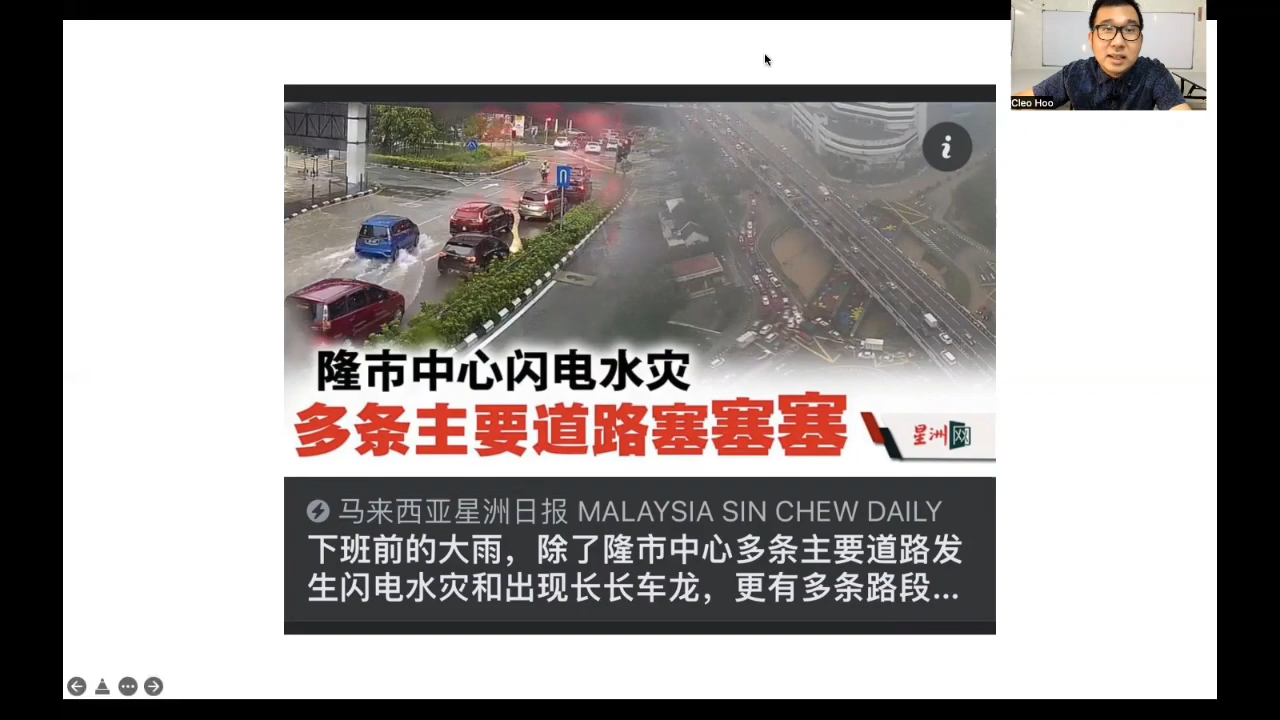 Cleo Hoo
隆市中心闪电水灾
多条主要道路塞塞塞
星洲网
马来西亚星洲日报 MALAYSIA SIN CHEW DAILY
下班前的大雨，除了隆市中心多条主要道路发
生闪电水灾和出现长长车龙，更有多条路段...